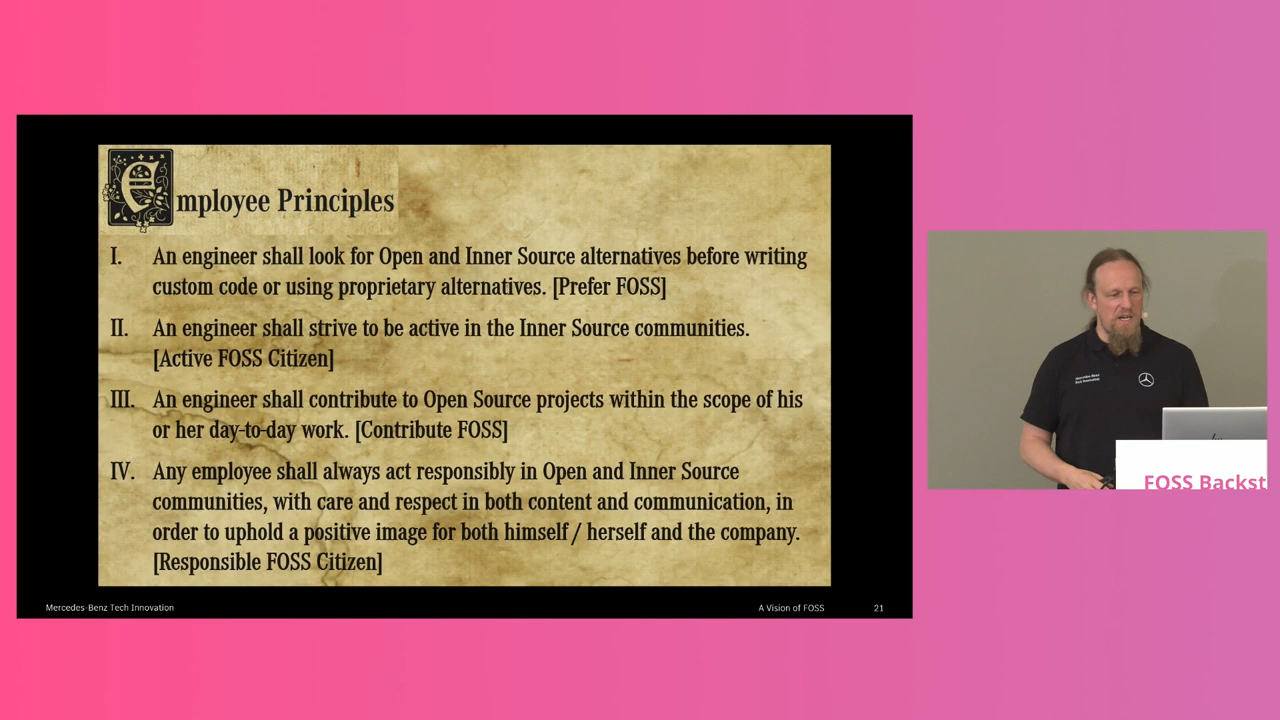 Employee Principles
I. An engineer shall look for Open and Inner Source alternatives before writing
custom code or using proprietary alternatives. [Prefer FOSS]
II. An engineer shall strive to be active in the Inner Source communities.
[Active FOSS Citizen]
III. An engineer shall contribute to Open Source projects within the scope of his
or her day-to-day work. [Contribute FOSS]
IV. Any employee shall always act responsibly in Open and Inner Source
communities, with care and respect in both content and communication, in
order to uphold a positive image for both himself / herself and the company.
[Responsible FOSS Citizen]
Mercedes-Benz Tech Innovation
A Vision of FOSS
21
Mercedes-Benz
Tech Innovation
FOSS Backst